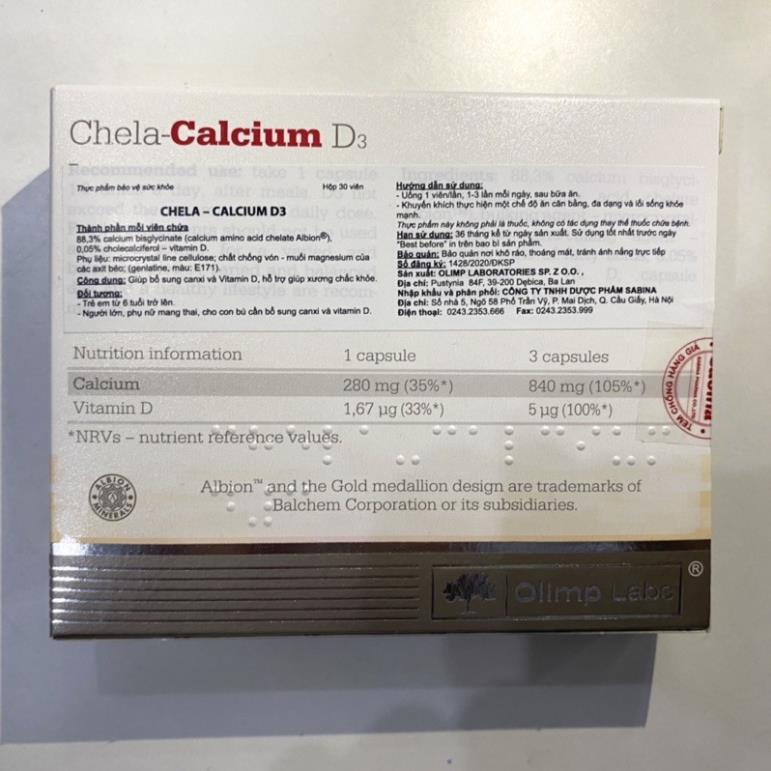 Chela-Calcium D3
Thực phẩm bảo vệ sức khỏe
Hộp 30 viên
CHELA – CALCIUM D3
Thành phần mỗi viên chứa
88,3% calcium bisglycinate (calcium amino acid chelate Albion®),
0,05% cholecalciferol – vitamin D.
Phụ liệu: microcrystal line cellulose; chất chống vón - muối magnesium của
các axit béo; (genlatine, màu: E171).
Công dụng: Giúp bổ sung canxi và Vitamin D, hỗ trợ giúp xương chắc khỏe.
Đối tượng:
- Trẻ em từ 6 tuổi trở lên.
- Người lớn, phụ nữ mang thai, cho con bú cần bổ sung canxi và vitamin D.
Hướng dẫn sử dụng:
- Uống 1 viên/lần, 1-3 lần mỗi ngày, sau bữa ăn.
- Khuyến khích thực hiện một chế độ ăn cân bằng, đa dạng và lối sống khỏe
mạnh.
Thực phẩm này không phải là thuốc, không có tác dụng thay thế thuốc chữa bệnh.
Hạn sử dụng: 36 tháng kể từ ngày sản xuất. Sử dụng tốt nhất trước ngày
"Best before" in trên bao bì sản phẩm.
Bảo quản: Bảo quản nơi khô ráo, thoáng mát, tránh ánh nắng trực tiếp
Số đăng ký: 1428/2020/ĐKSP
Sản xuất: OLIMP LABORATORIES SP. Z O.O. ,
Địa chỉ: Pustynia 84F, 39-200 Dębica, Ba Lan
Nhập khẩu và phân phối: CÔNG TY TNHH DƯỢC PHẨM SABINA
Địa chỉ: Số nhà 5, Ngõ 58 Phố Trần Vỹ, P. Mai Dịch, Q. Cầu Giấy, Hà Nội
Điện thoại: 0243.2353.666 Fax: 0243.2353.999
Nutrition information 1 capsule 3 capsules
Calcium 280 mg (35%*) 840 mg (105%*)
Vitamin D 1,67 µg (33%*) 5 µg (100%*)
*NRVs – nutrient reference values.
TEM CHỐNG HÀNG GIẢ
ALBION MINERALS
Albion™ and the Gold medallion design are trademarks of
Balchem Corporation or its subsidiaries.
Olimp Labs ®